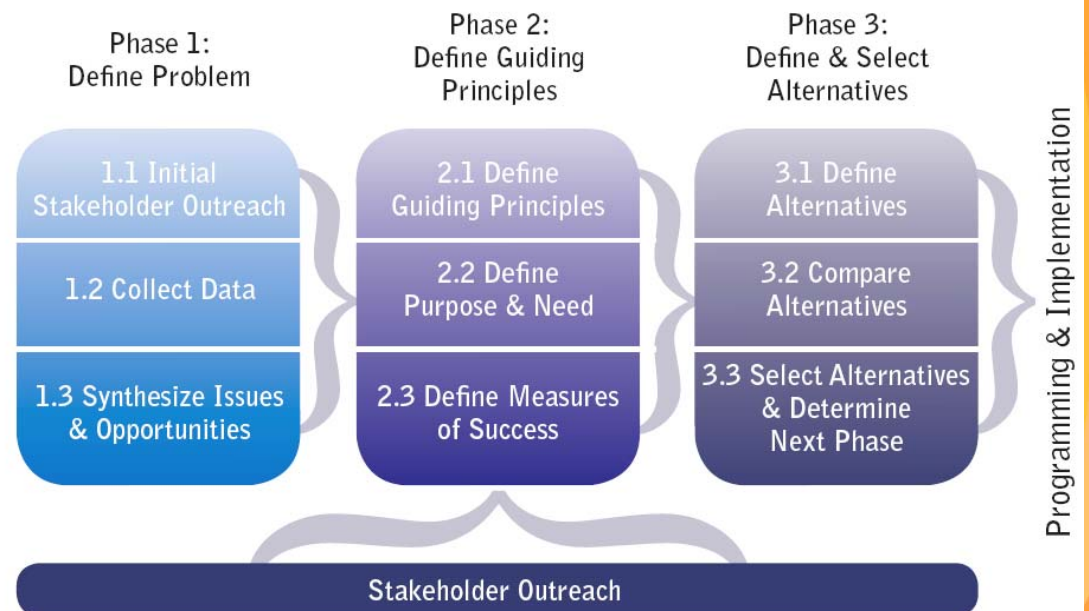 Phase 1:
Define Problem
1.1 Initial
Stakeholder Outreach
1.2 Collect Data
1.3 Synthesize Issues
& Opportunities
Phase 2:
Define Guiding
Principles
2.1 Define
Guiding Principles
2.2 Define
Purpose & Need
2.3 Define Measures
of Success
Phase 3:
Define & Select
Alternatives
3.1 Define
Alternatives
3.2 Compare
Alternatives
3.3 Select Alternatives
& Determine
Next Phase
Programming & Implementation
Stakeholder Outreach